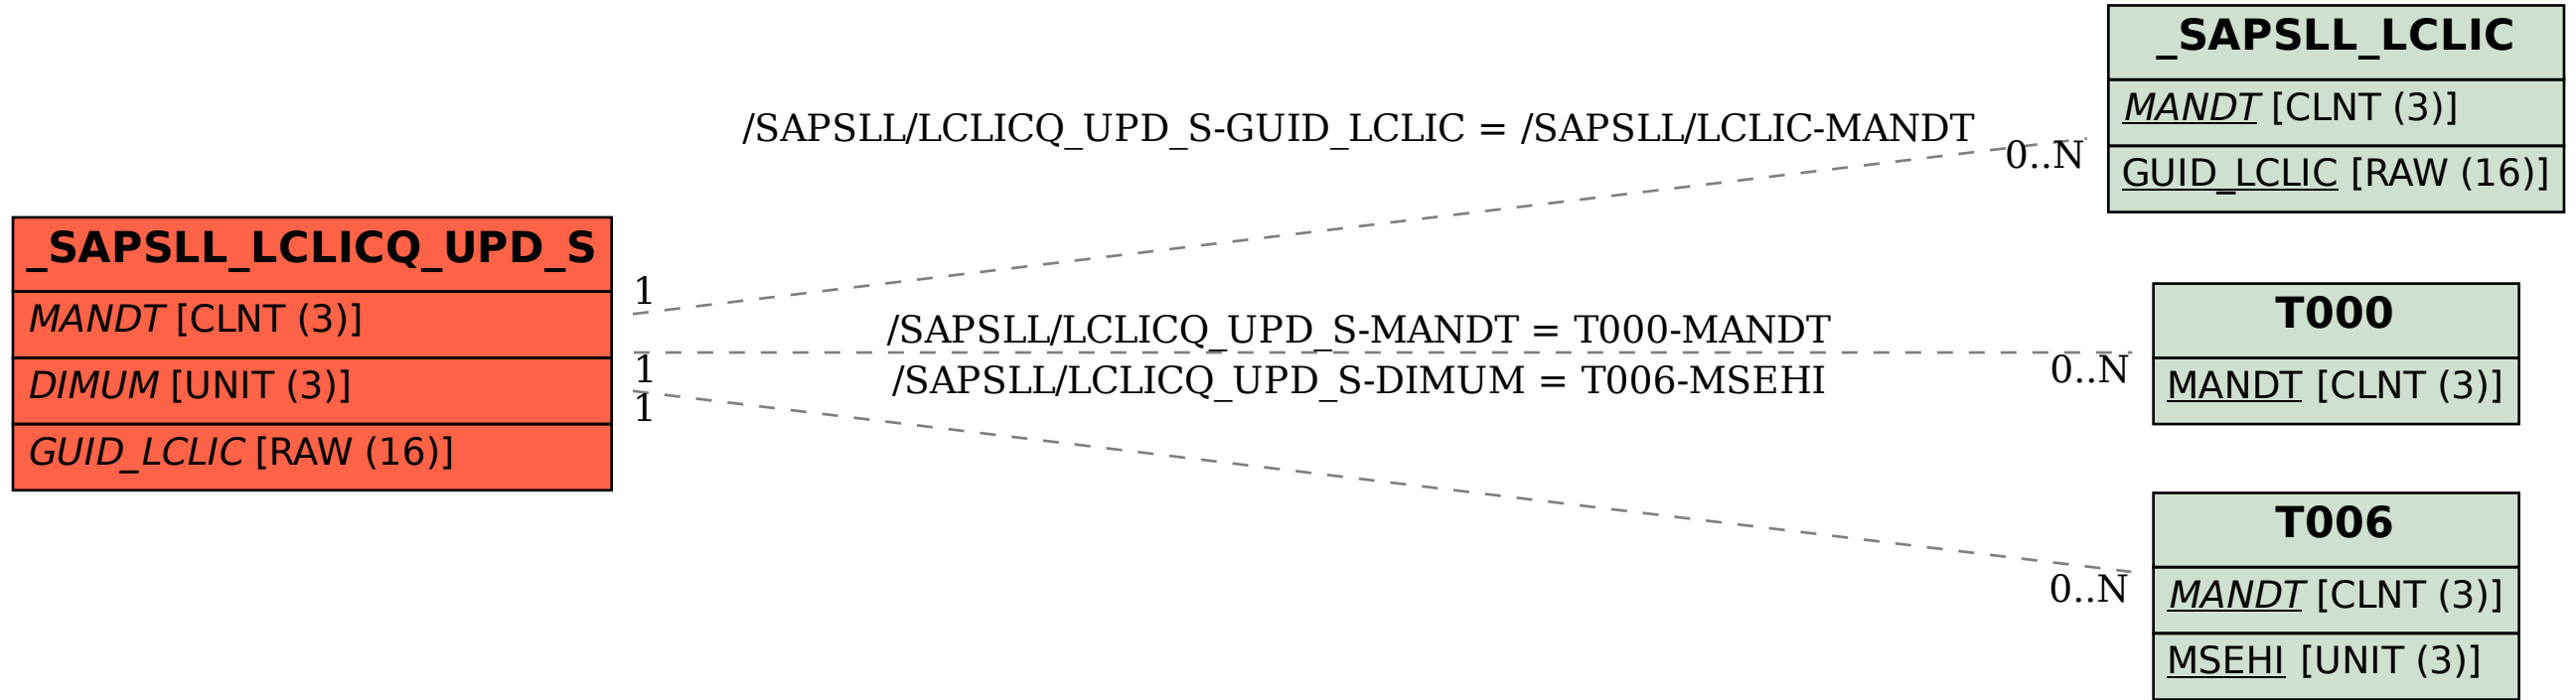 _SAPSLL_LCLICQ_UPD_S
MANDT [CLNT (3)]
DIMUM [UNIT (3)]
GUID_LCLIC [RAW (16)]
/SAPSLL/LCLICQ_UPD_S-GUID_LCLIC = /SAPSLL/LCLIC-MANDT
1
0..N
/SAPSLL/LCLICQ_UPD_S-MANDT = T000-MANDT
1
0..N
/SAPSLL/LCLICQ_UPD_S-DIMUM = T006-MSEHI
1
0..N
_SAPSLL_LCLIC
MANDT [CLNT (3)]
GUID_LCLIC [RAW (16)]
T000
MANDT [CLNT (3)]
T006
MANDT [CLNT (3)]
MSEHI [UNIT (3)]